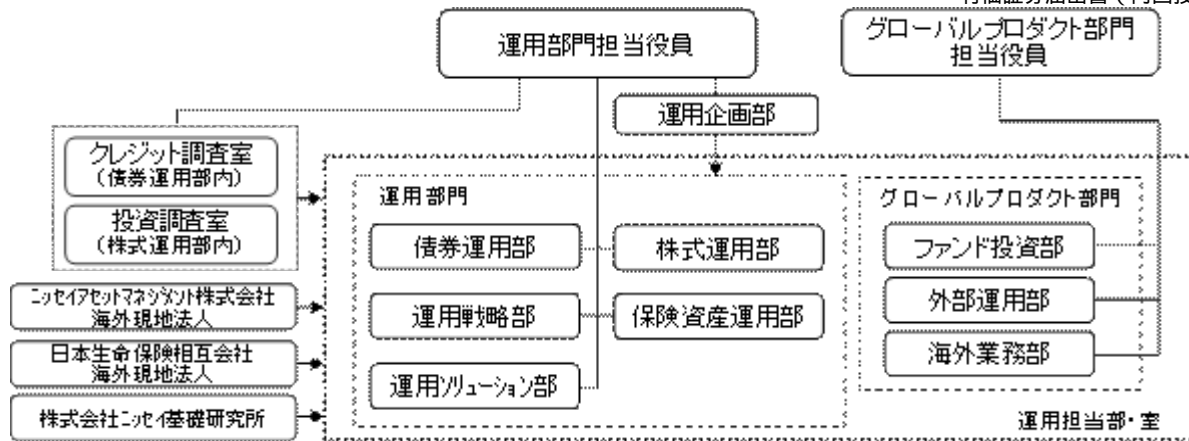 運用部門担当役員
グローバルプロダクト部門
担当役員
運用企画部
クレジット調査室
(債券運用部内)
投資調査室
(株式運用部内)
運用部門
債券運用部
株式運用部
運用戦略部
保険資産運用部
運用ソリューション部
グローバルプロダクト部門
ファンド投資部
外部運用部
海外業務部
ニッセイアセットマネジメント株式会社
海外現地法人
日本生命保険相互会社
海外現地法人
株式会社ニッセイ基礎研究所
運用担当部・室